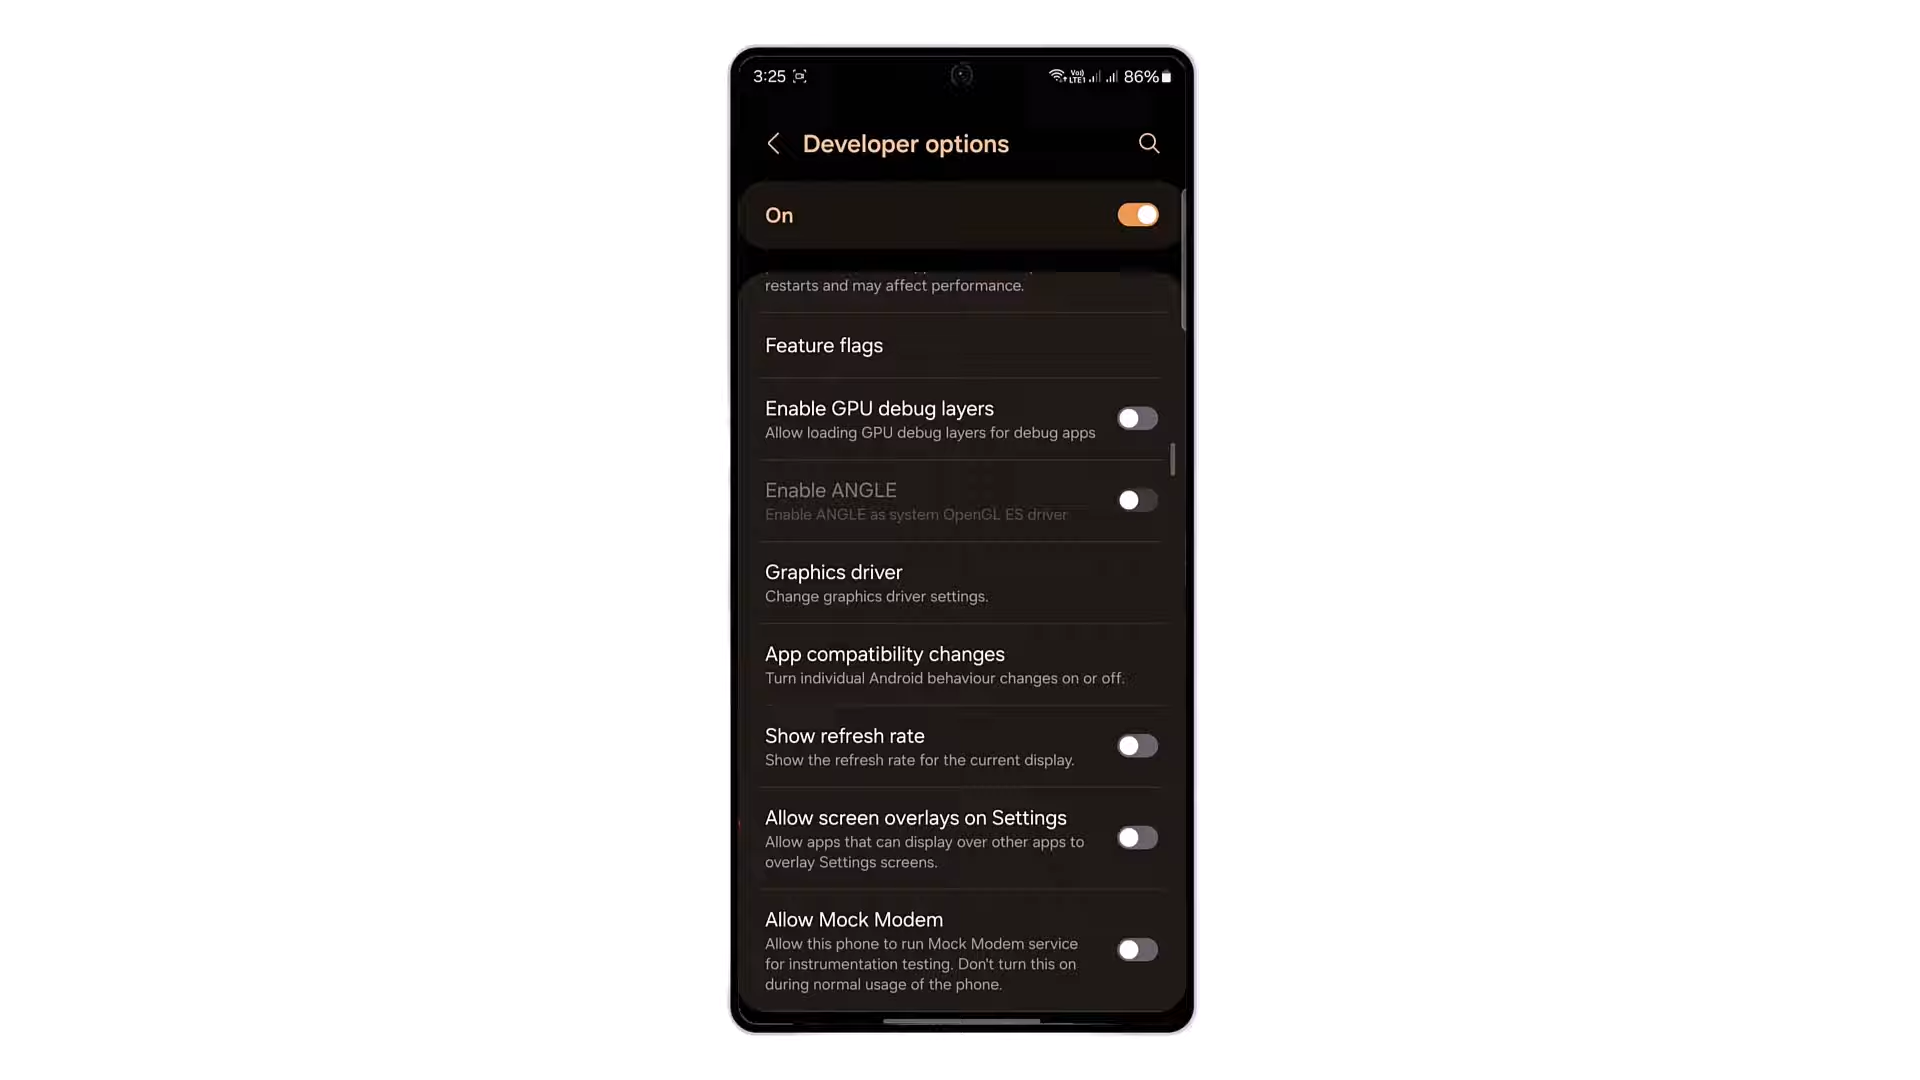 3:25 86%
Developer options
On
restarts and may affect performance.
Feature flags
Enable GPU debug layers
Allow loading GPU debug layers for debug apps
Enable ANGLE
Enable ANGLE as system OpenGL ES driver
Graphics driver
Change graphics driver settings.
App compatibility changes
Turn individual Android behaviour changes on or off.
Show refresh rate
Show the refresh rate for the current display.
Allow screen overlays on Settings
Allow apps that can display over other apps to
overlay Settings screens.
Allow Mock Modem
Allow this phone to run Mock Modem service
for instrumentation testing. Don't turn this on
during normal usage of the phone.